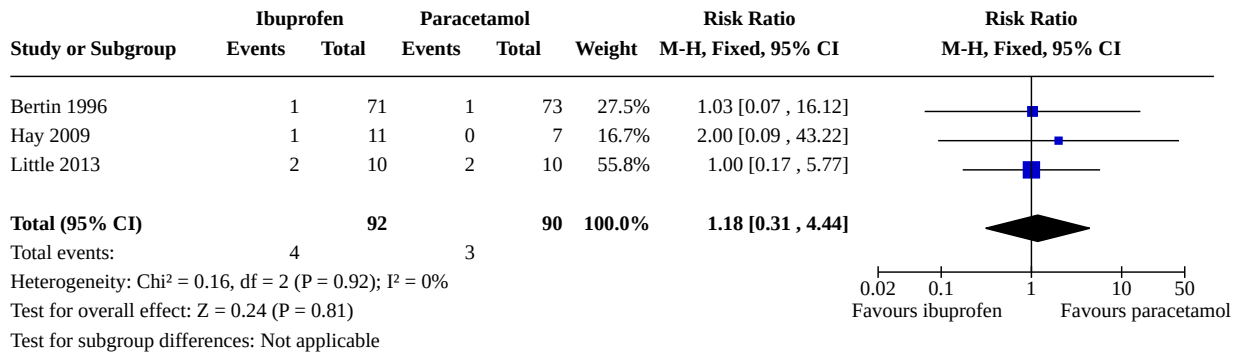 Ibuprofen Paracetamol Risk Ratio Risk Ratio
Study or Subgroup Events Total Events Total Weight M-H, Fixed, 95% CI M-H, Fixed, 95% CI
Bertin 1996 1 71 1 73 27.5% 1.03 [0.07 , 16.12]
Hay 2009 1 11 0 7 16.7% 2.00 [0.09 , 43.22]
Little 2013 2 10 2 10 55.8% 1.00 [0.17 , 5.77]
Total (95% CI) 92 90 100.0% 1.18 [0.31 , 4.44]
Total events: 4 3
Heterogeneity: Chi² = 0.16, df = 2 (P = 0.92); I² = 0%
0.02 0.1 1 10 50
Test for overall effect: Z = 0.24 (P = 0.81) Favours ibuprofen Favours paracetamol
Test for subgroup differences: Not applicable